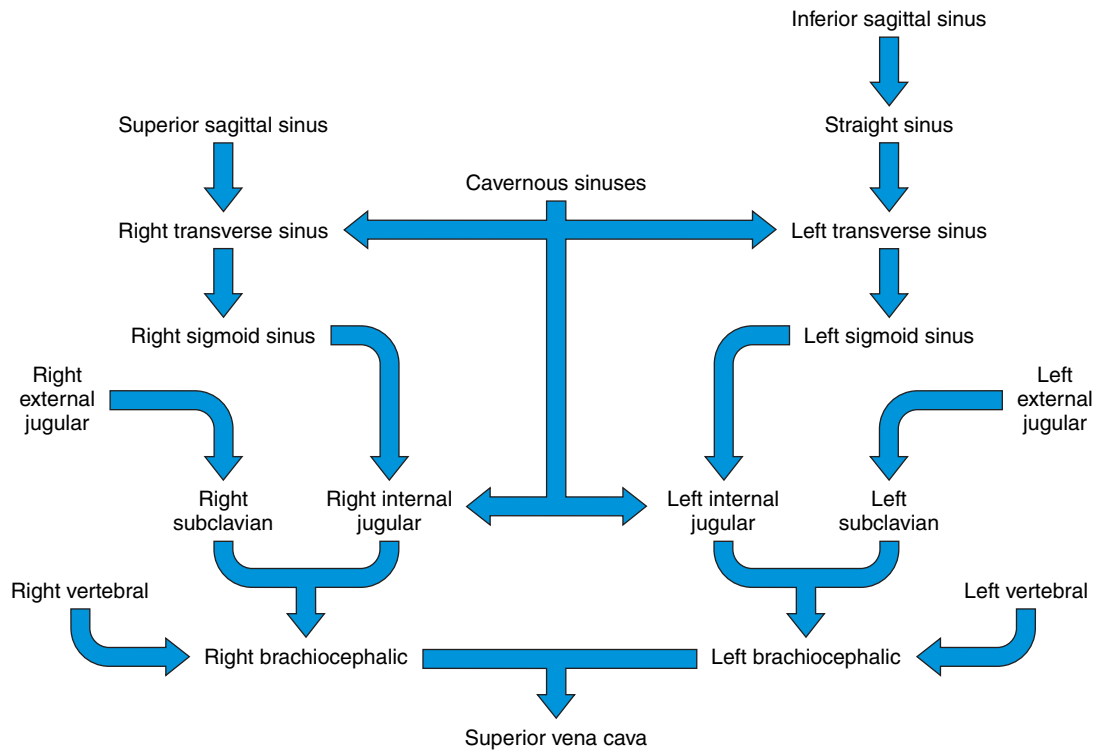 Inferior sagittal sinus
Superior sagittal sinus
Straight sinus
Cavernous sinuses
Right transverse sinus
Left transverse sinus
Right sigmoid sinus
Left sigmoid sinus
Right
external
jugular
Left
external
jugular
Right
subclavian
Right internal
jugular
Left internal
jugular
Left
subclavian
Right vertebral
Left vertebral
Right brachiocephalic
Left brachiocephalic
Superior vena cava